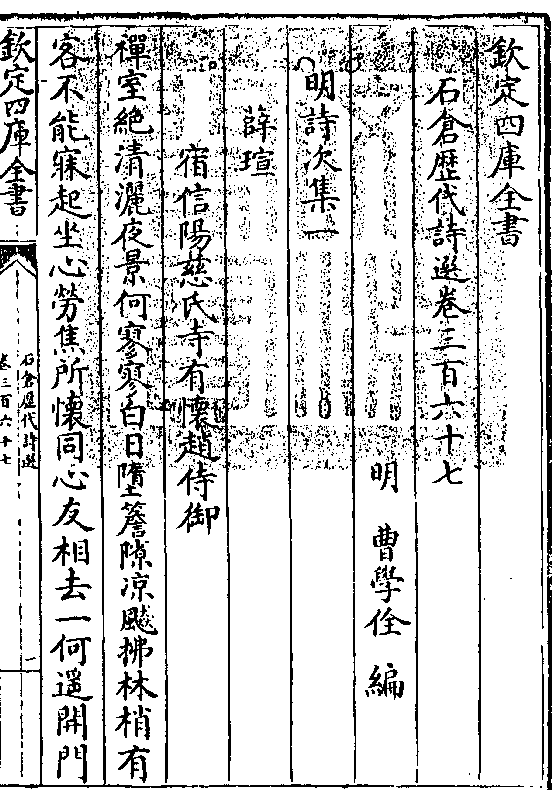 欽定四庫全書
石倉歴代詩選卷三百六十七
明　曹學佺　編
明詩次集一
薛瑄
宿信陽慈氏寺有懷趙侍御
禪室絶清灑夜景何寥寥白日墮簷隙凉飈拂林梢有
客不能寐起坐心勞焦所懷同心友相去一何遥開門
欽定四庫全書
石倉歴代詩選
卷三百六十七
一